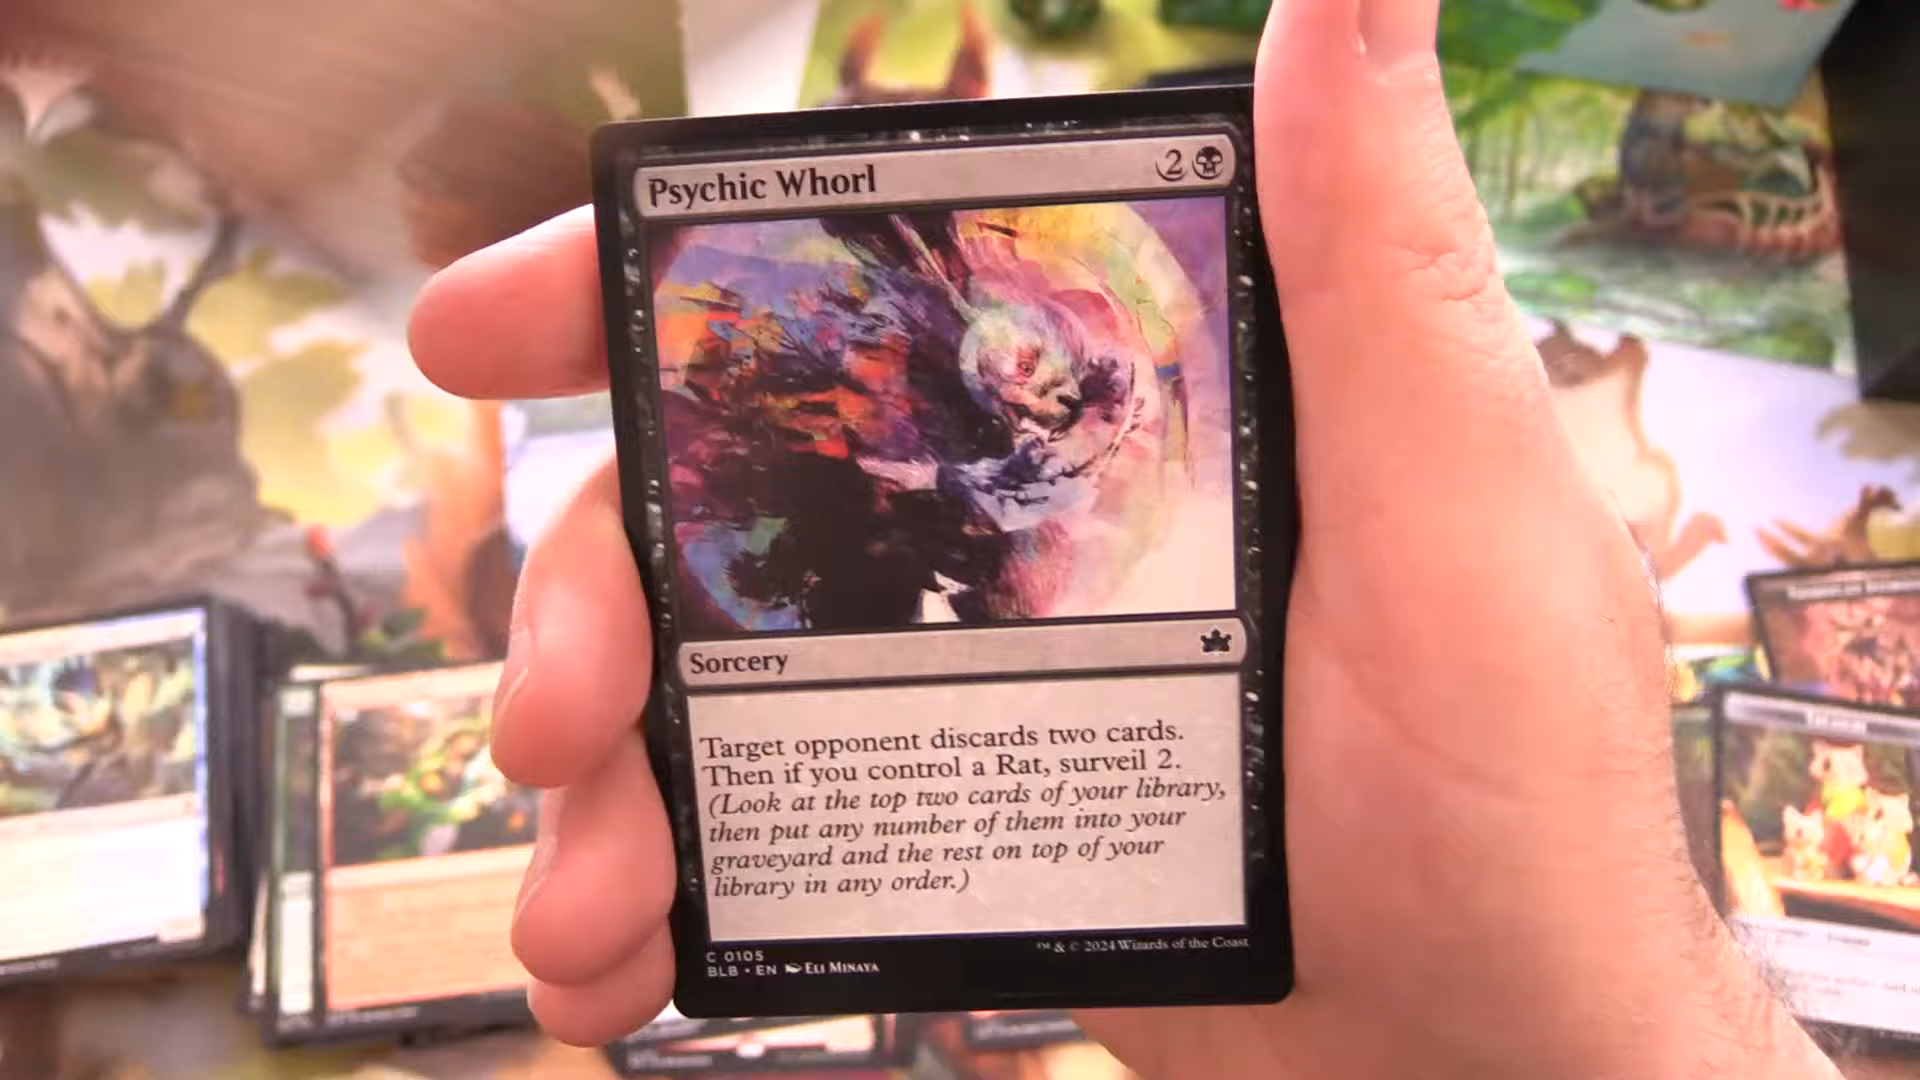 Psychic Whorl 2
Sorcery
Target opponent discards two cards.
Then if you control a Rat, surveil 2.
(Look at the top two cards of your library,
then put any number of them into your
graveyard and the rest on top of your
library in any order.)
C 0105
BLB • EN Eli Minaya
™ & © 2024 Wizards of the Coast